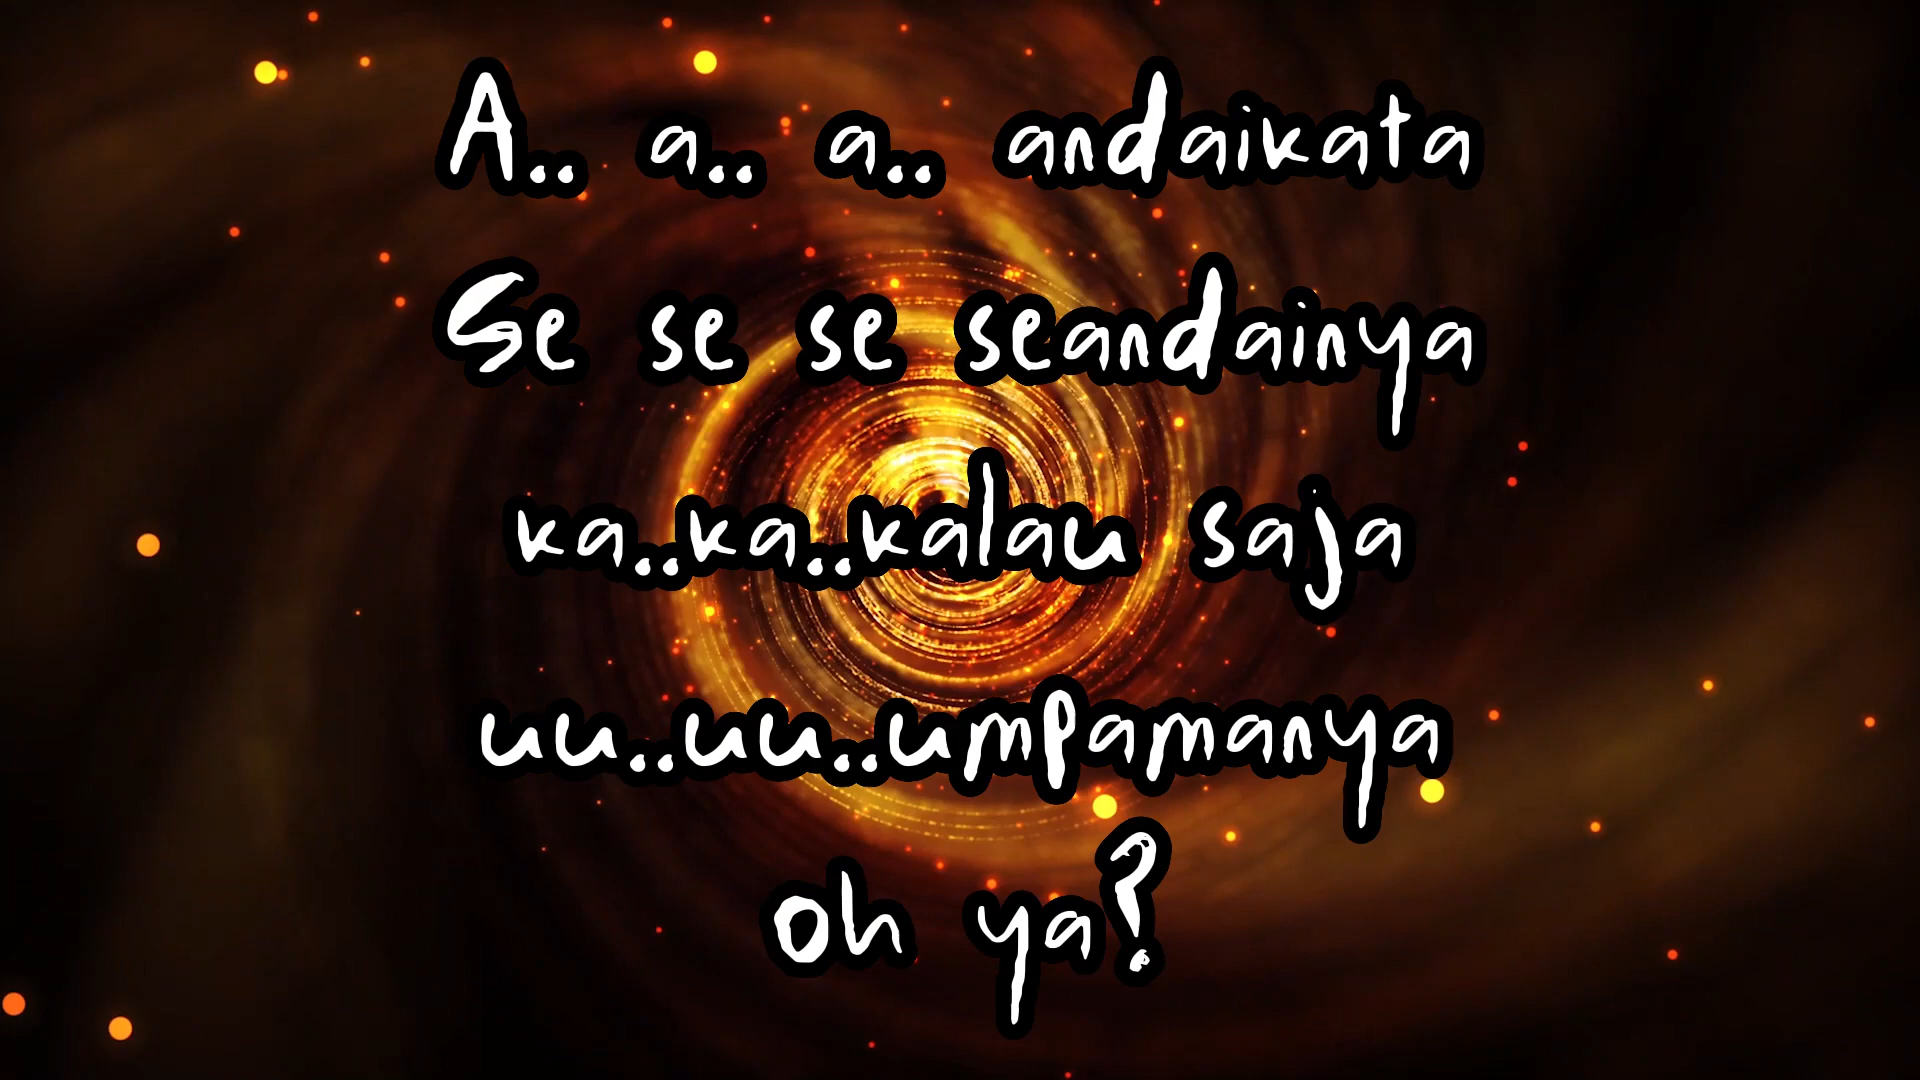 A.. a.. a.. andaikata
Se se se seandainya
ka..ka..kalau saja
uu..uu..umpamanya
oh ya?